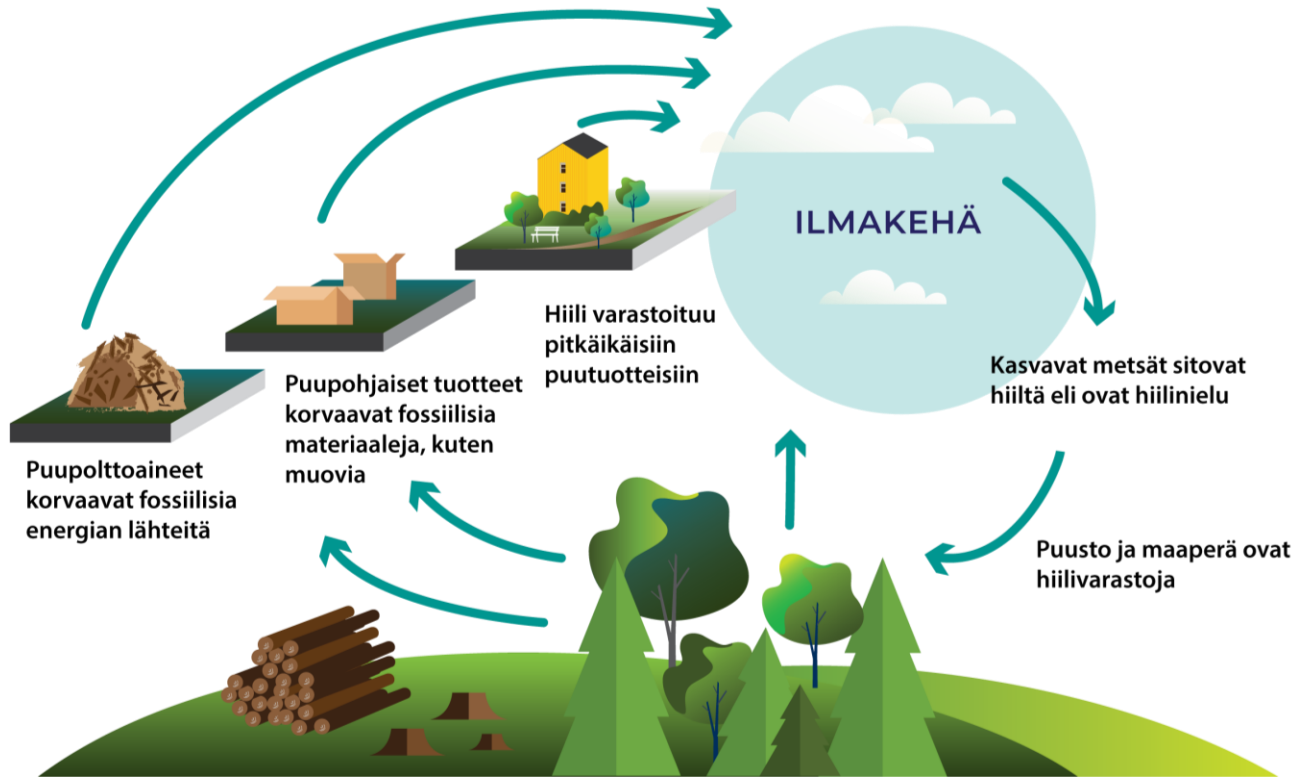 ILMAKEHÄ
Hiili varastoituu
pitkäikäisiin
puutuotteisiin
Puupohjaiset tuotteet
korvaavat fossiilisia
materiaaleja, kuten
muovia
Puupolttoaineet
korvaavat fossiilisia
energian lähteitä
Kasvavat metsät sitovat
hiiltä eli ovat hiilinielu
Puusto ja maaperä ovat
hiilivarastoja